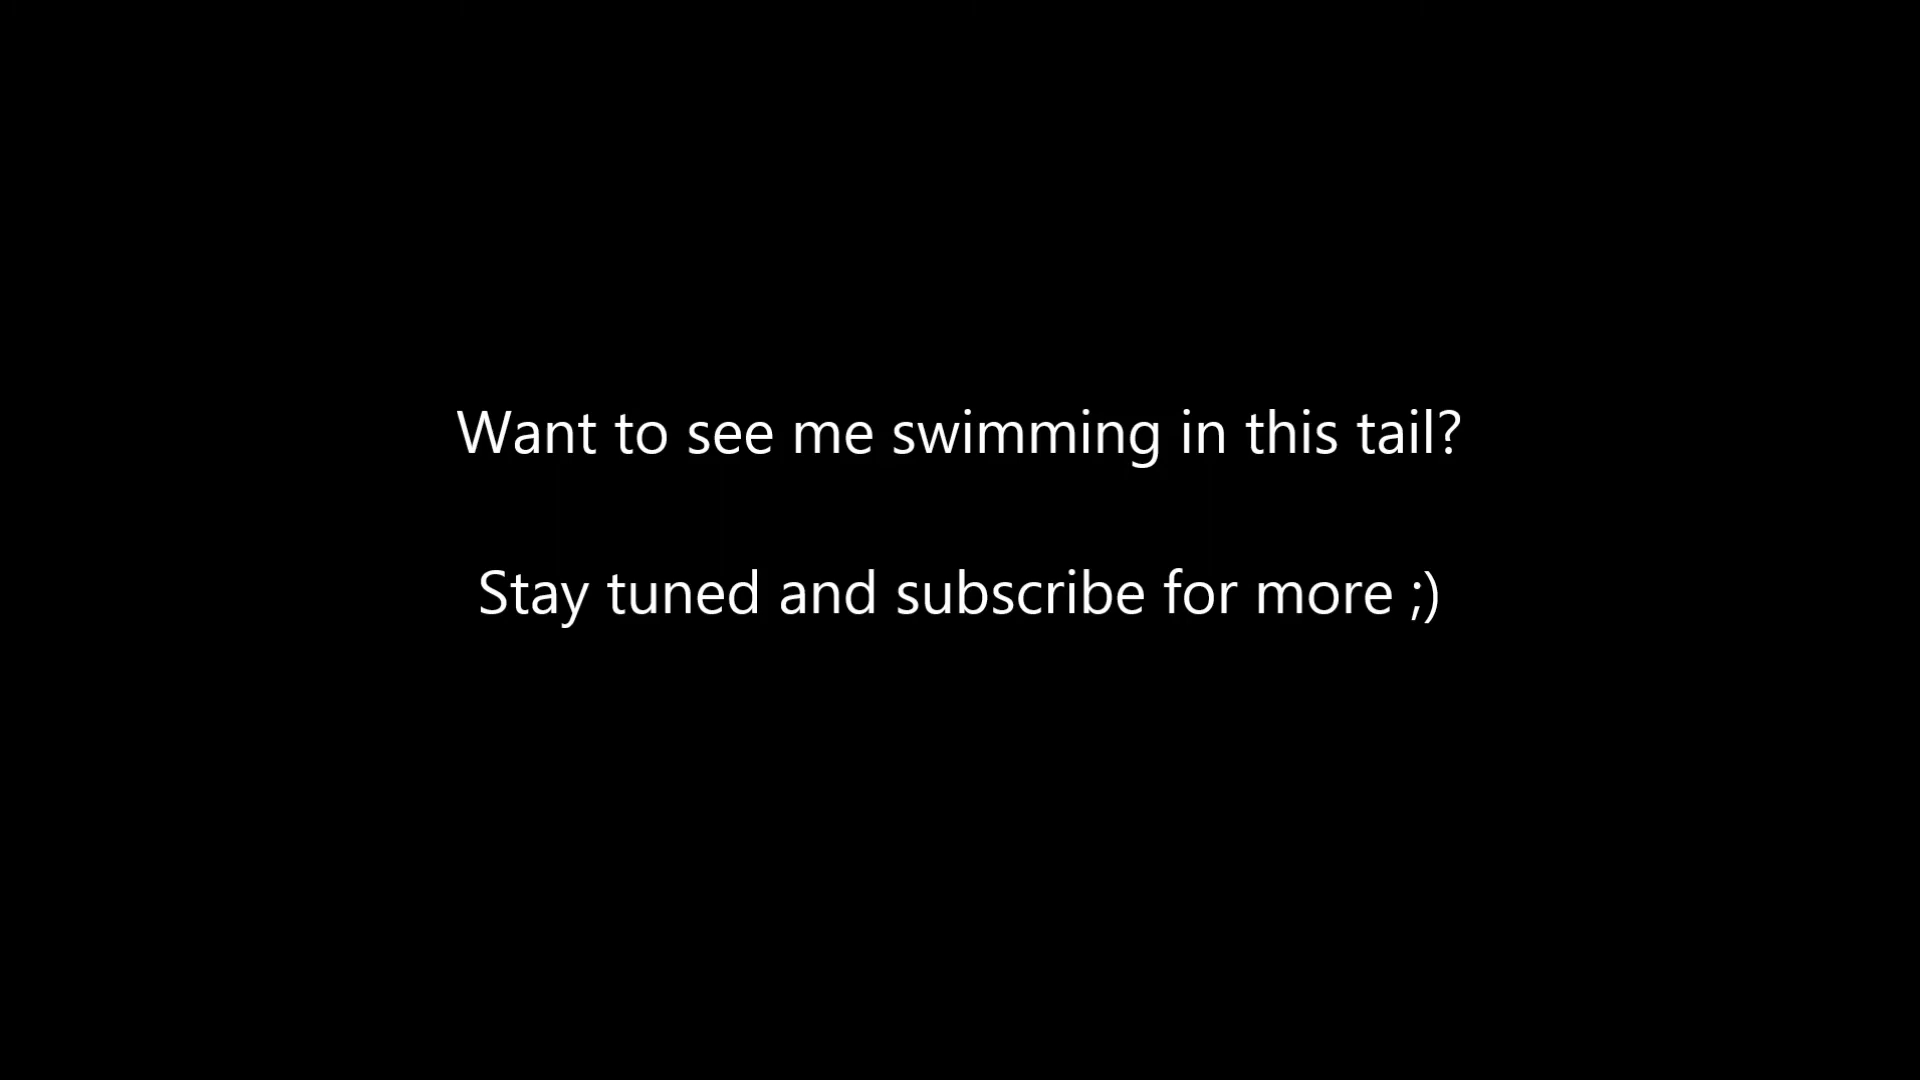 Want to see me swimming in this tail?
Stay tuned and subscribe for more ;)